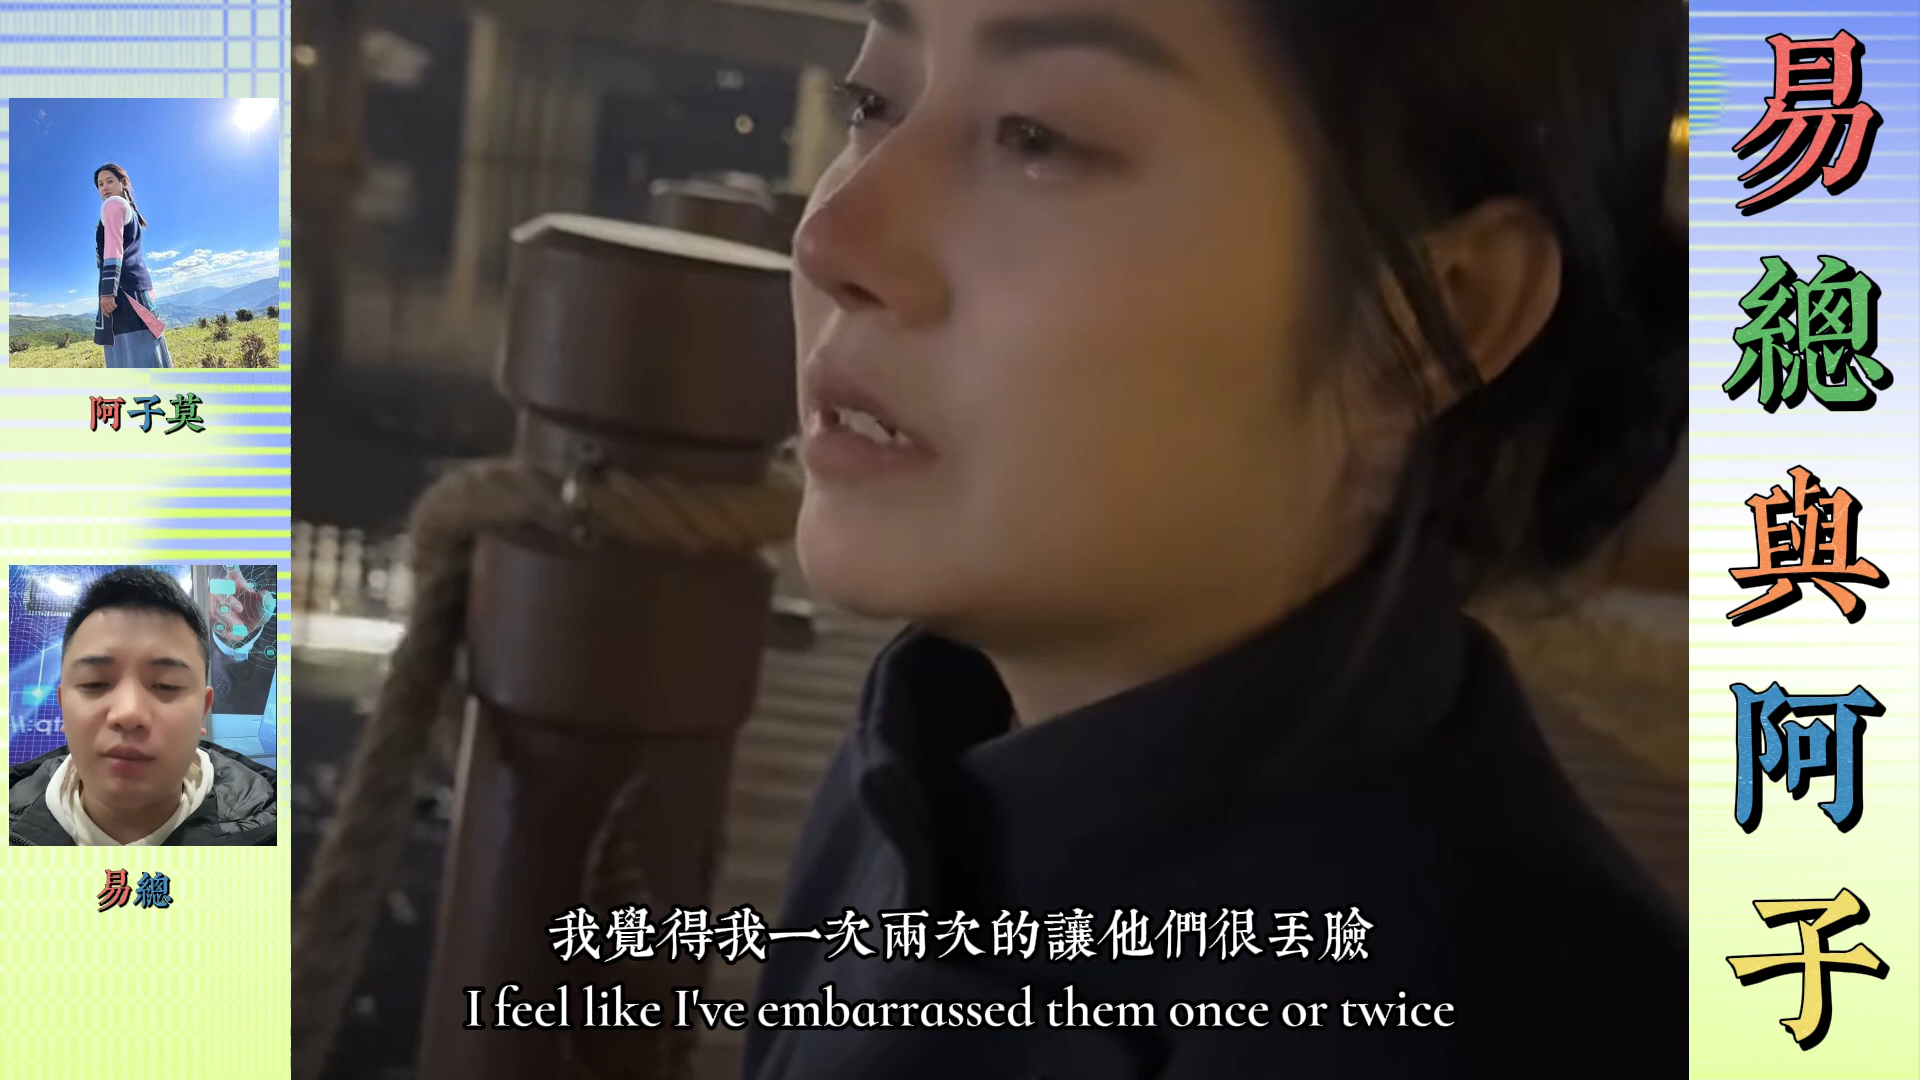 阿子莫
易總
我覺得我一次兩次的讓他們很丟臉
I feel like I've embarrassed them once or twice
易總與阿子